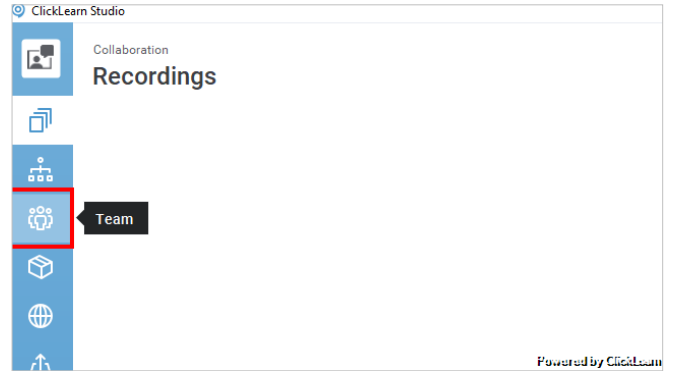 ClickLearn Studio
Collaboration
Recordings
Team
Powered by ClickLearn